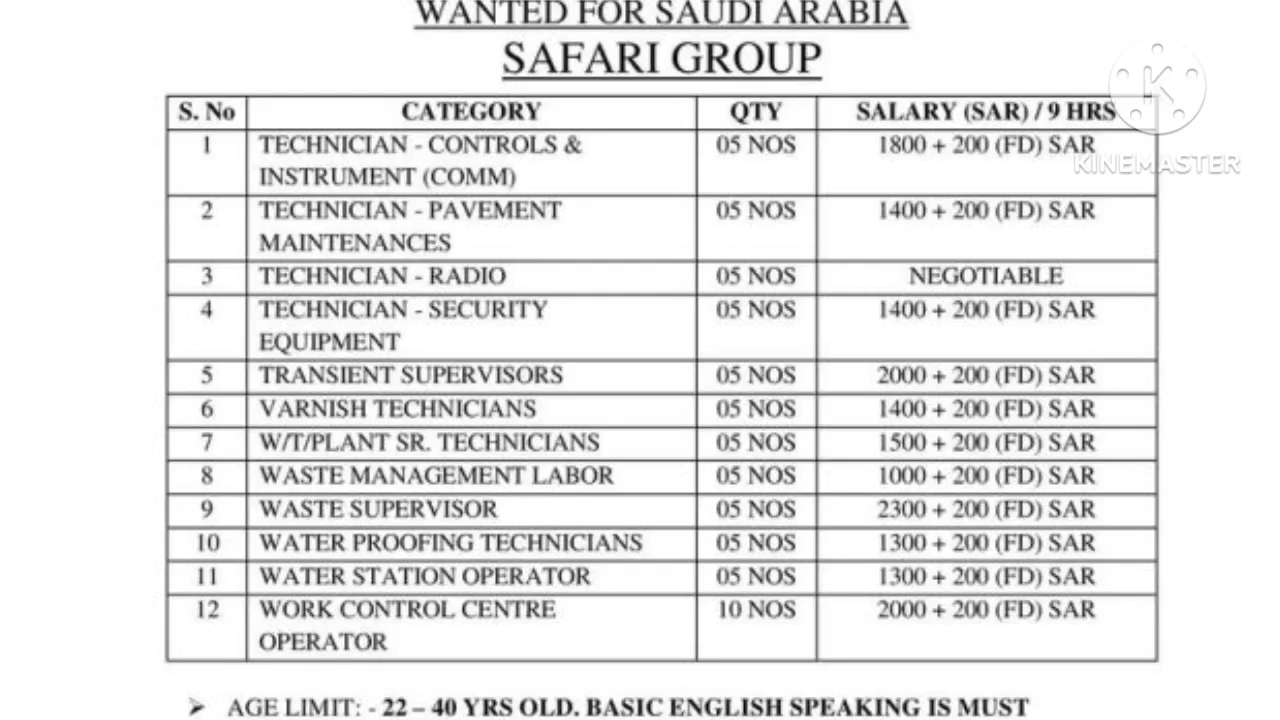 WANTED FOR SAUDI ARABIA
SAFARI GROUP
S. No CATEGORY QTY SALARY (SAR) / 9 HRS
1 TECHNICIAN - CONTROLS & 05 NOS 1800 + 200 (FD) SAR
INSTRUMENT (COMM)
KINEMASTER
2 TECHNICIAN - PAVEMENT 05 NOS 1400 + 200 (FD) SAR
MAINTENANCES
3 TECHNICIAN - RADIO 05 NOS NEGOTIABLE
4 TECHNICIAN - SECURITY 05 NOS 1400 + 200 (FD) SAR
EQUIPMENT
5 TRANSIENT SUPERVISORS 05 NOS 2000 + 200 (FD) SAR
6 VARNISH TECHNICIANS 05 NOS 1400 + 200 (FD) SAR
7 W/T/PLANT SR. TECHNICIANS 05 NOS 1500 + 200 (FD) SAR
8 WASTE MANAGEMENT LABOR 05 NOS 1000 + 200 (FD) SAR
9 WASTE SUPERVISOR 05 NOS 2300 + 200 (FD) SAR
10 WATER PROOFING TECHNICIANS 05 NOS 1300 + 200 (FD) SAR
11 WATER STATION OPERATOR 05 NOS 1300 + 200 (FD) SAR
12 WORK CONTROL CENTRE 10 NOS 2000 + 200 (FD) SAR
OPERATOR
➢ AGE LIMIT: - 22 – 40 YRS OLD. BASIC ENGLISH SPEAKING IS MUST
K